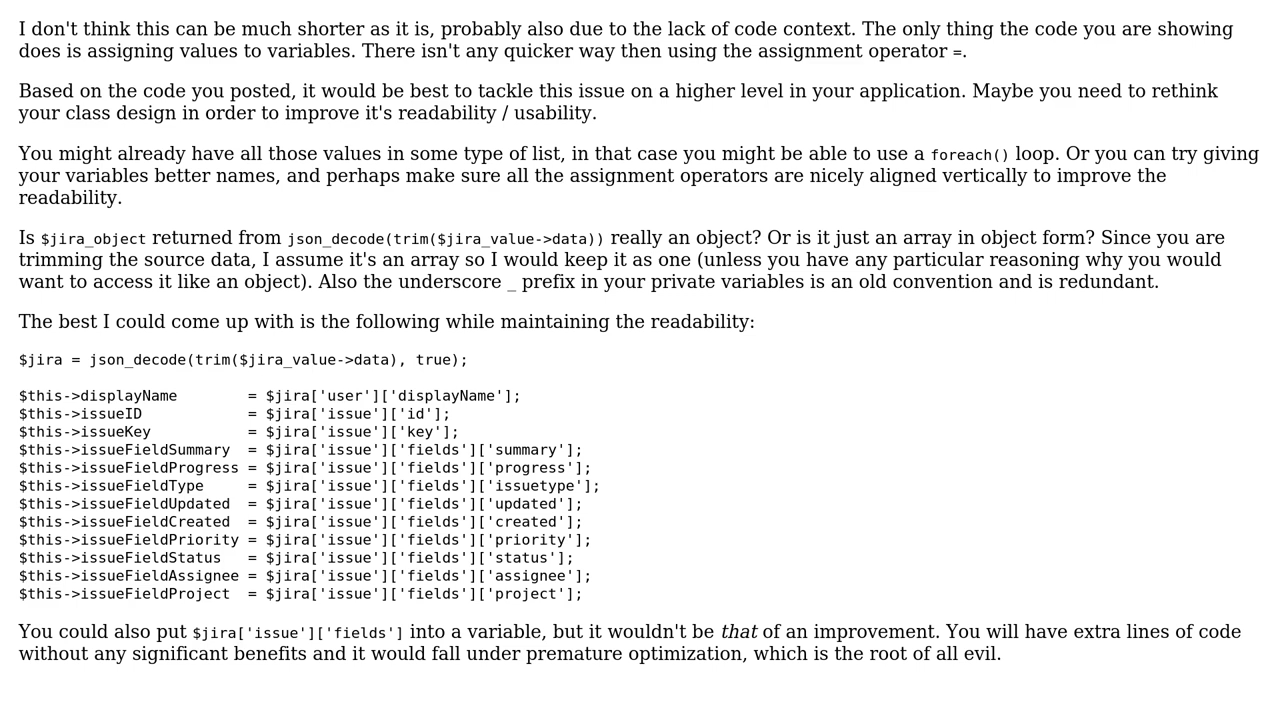 I don't think this can be much shorter as it is, probably also due to the lack of code context. The only thing the code you are showing
does is assigning values to variables. There isn't any quicker way then using the assignment operator =.
Based on the code you posted, it would be best to tackle this issue on a higher level in your application. Maybe you need to rethink
your class design in order to improve it's readability / usability.
You might already have all those values in some type of list, in that case you might be able to use a foreach() loop. Or you can try giving
your variables better names, and perhaps make sure all the assignment operators are nicely aligned vertically to improve the
readability.
Is $jira_object returned from json_decode(trim($jira_value->data)) really an object? Or is it just an array in object form? Since you are
trimming the source data, I assume it's an array so I would keep it as one (unless you have any particular reasoning why you would
want to access it like an object). Also the underscore _ prefix in your private variables is an old convention and is redundant.
The best I could come up with is the following while maintaining the readability:
$jira = json_decode(trim($jira_value->data), true);
$this->displayName        = $jira['user']['displayName'];
$this->issueID            = $jira['issue']['id'];
$this->issueKey           = $jira['issue']['key'];
$this->issueFieldSummary  = $jira['issue']['fields']['summary'];
$this->issueFieldProgress = $jira['issue']['fields']['progress'];
$this->issueFieldType     = $jira['issue']['fields']['issuetype'];
$this->issueFieldUpdated  = $jira['issue']['fields']['updated'];
$this->issueFieldCreated  = $jira['issue']['fields']['created'];
$this->issueFieldPriority = $jira['issue']['fields']['priority'];
$this->issueFieldStatus   = $jira['issue']['fields']['status'];
$this->issueFieldAssignee = $jira['issue']['fields']['assignee'];
$this->issueFieldProject  = $jira['issue']['fields']['project'];
You could also put $jira['issue']['fields'] into a variable, but it wouldn't be that of an improvement. You will have extra lines of code
without any significant benefits and it would fall under premature optimization, which is the root of all evil.